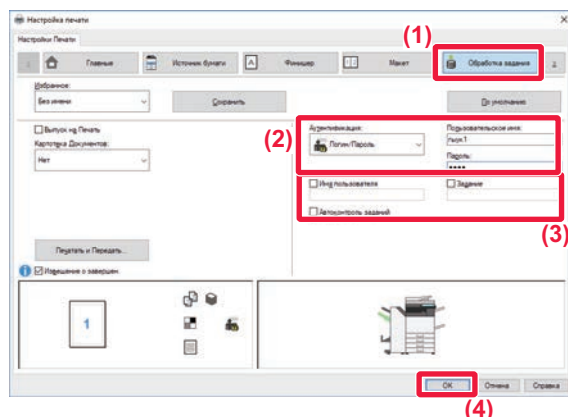 Настройка печати
Настройки Печати
(1)
Главные
Источник бумаги
Финишер
Макет
Обработка задания
Избранное:
Без имени
Сохранить
По умолчанию
Выпуск на Печать
Картотека Документов:
Нет
(2)
Аутентификация:
Логин/Пароль
Пользовательское имя:
Пароль:
••••
Имя пользователя
Задание
Автоконтроль заданий
(3)
Печатать и Передать...
Извещение о завершен.
1
OK
Отмена
Справка
(4)